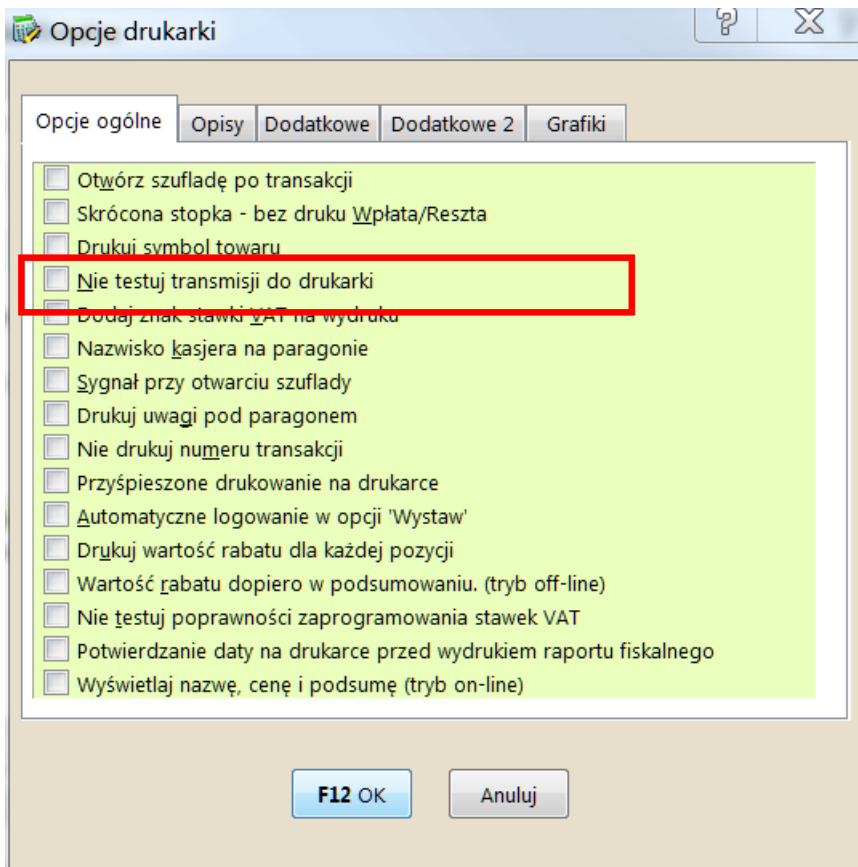 Opcje drukarki
Opcje ogólne Opisy Dodatkowe Dodatkowe 2 Grafiki
Otwórz szufladę po transakcji
Skrócona stopka - bez druku Wpłata/Reszta
Drukuj symbol towaru
Nie testuj transmisji do drukarki
Dodaj znak stawki VAT na wydruku
Nazwisko kasjera na paragonie
Sygnał przy otwarciu szuflady
Drukuj uwagi pod paragonem
Nie drukuj numeru transakcji
Przyśpieszone drukowanie na drukarce
Automatyczne logowanie w opcji 'Wystaw'
Drukuj wartość rabatu dla każdej pozycji
Wartość rabatu dopiero w podsumowaniu. (tryb off-line)
Nie testuj poprawności zaprogramowania stawek VAT
Potwierdzanie daty na drukarce przed wydrukiem raportu fiskalnego
Wyświetlaj nazwę, cenę i podsumę (tryb on-line)
F12 OK Anuluj